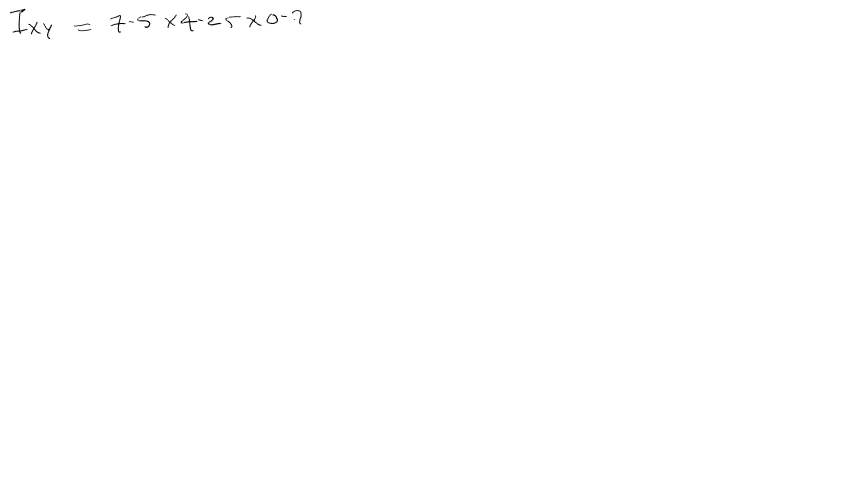 Ixy = 7.5 × 4.25 × 0.7